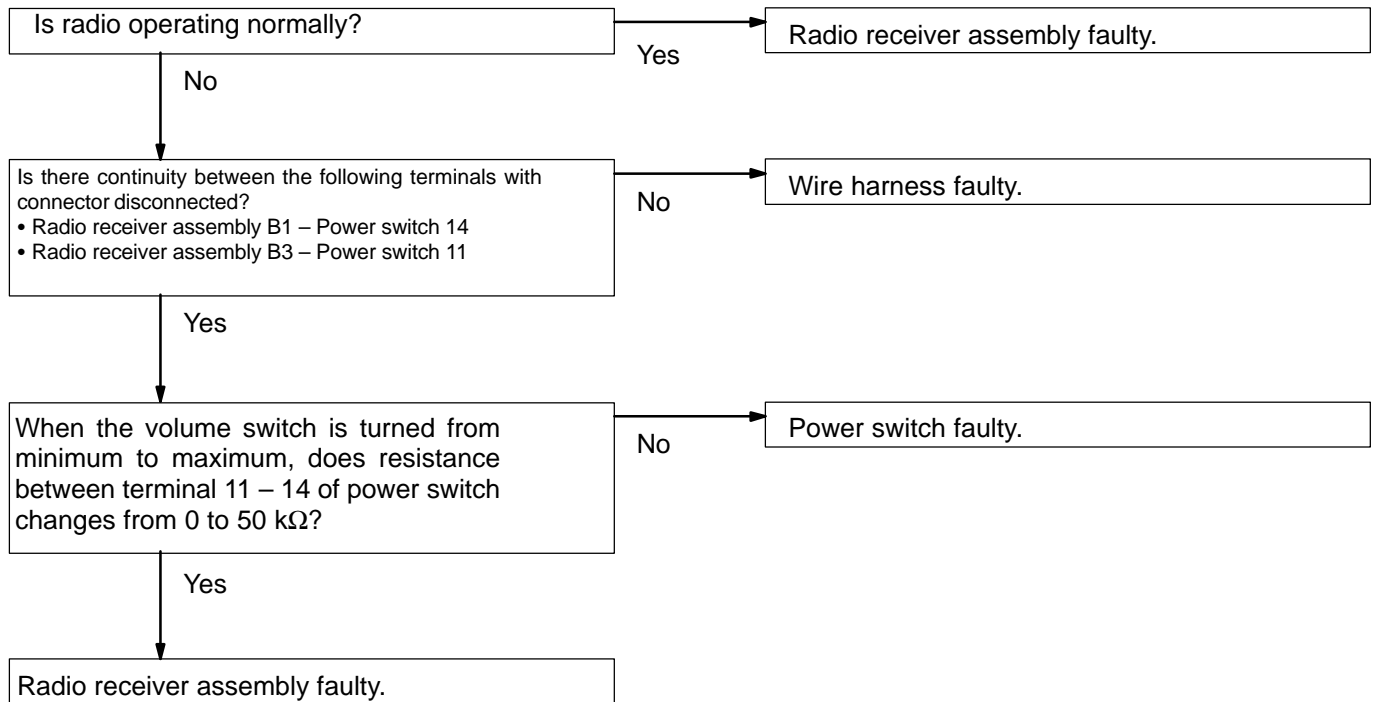 Is radio operating normally?
Yes
Radio receiver assembly faulty.
No
Is there continuity between the following terminals with
connector disconnected?
• Radio receiver assembly B1 – Power switch 14
• Radio receiver assembly B3 – Power switch 11
No
Wire harness faulty.
Yes
When the volume switch is turned from
minimum to maximum, does resistance
between terminal 11 – 14 of power switch
changes from 0 to 50 kΩ?
No
Power switch faulty.
Yes
Radio receiver assembly faulty.